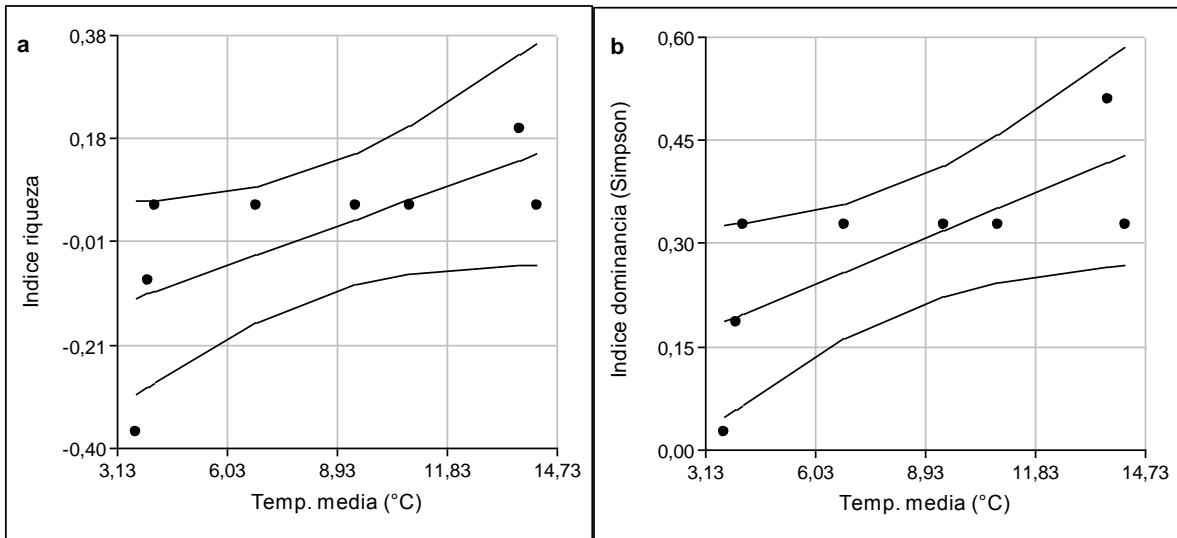 a
0,38
0,18
-0,01
-0,21
-0,40
Indice riqueza
3,13 6,03 8,93 11,83 14,73
Temp. media (°C)
b
0,60
0,45
0,30
0,15
0,00
Indice dominancia (Simpson)
3,13 6,03 8,93 11,83 14,73
Temp. media (°C)